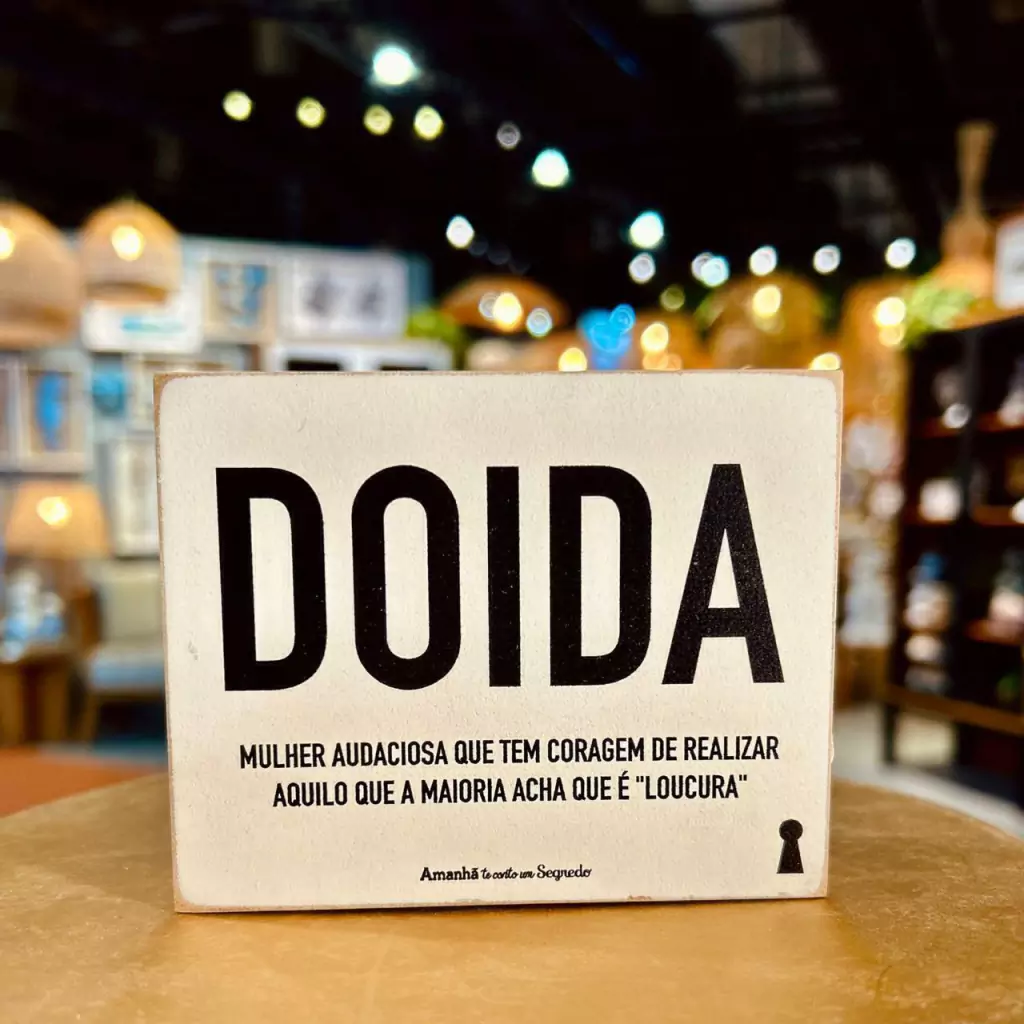 DOIDA
MULHER AUDACIOSA QUE TEM CORAGEM DE REALIZAR
AQUILO QUE A MAIORIA ACHA QUE É "LOUCURA"
Amanhã te conto um Segredo